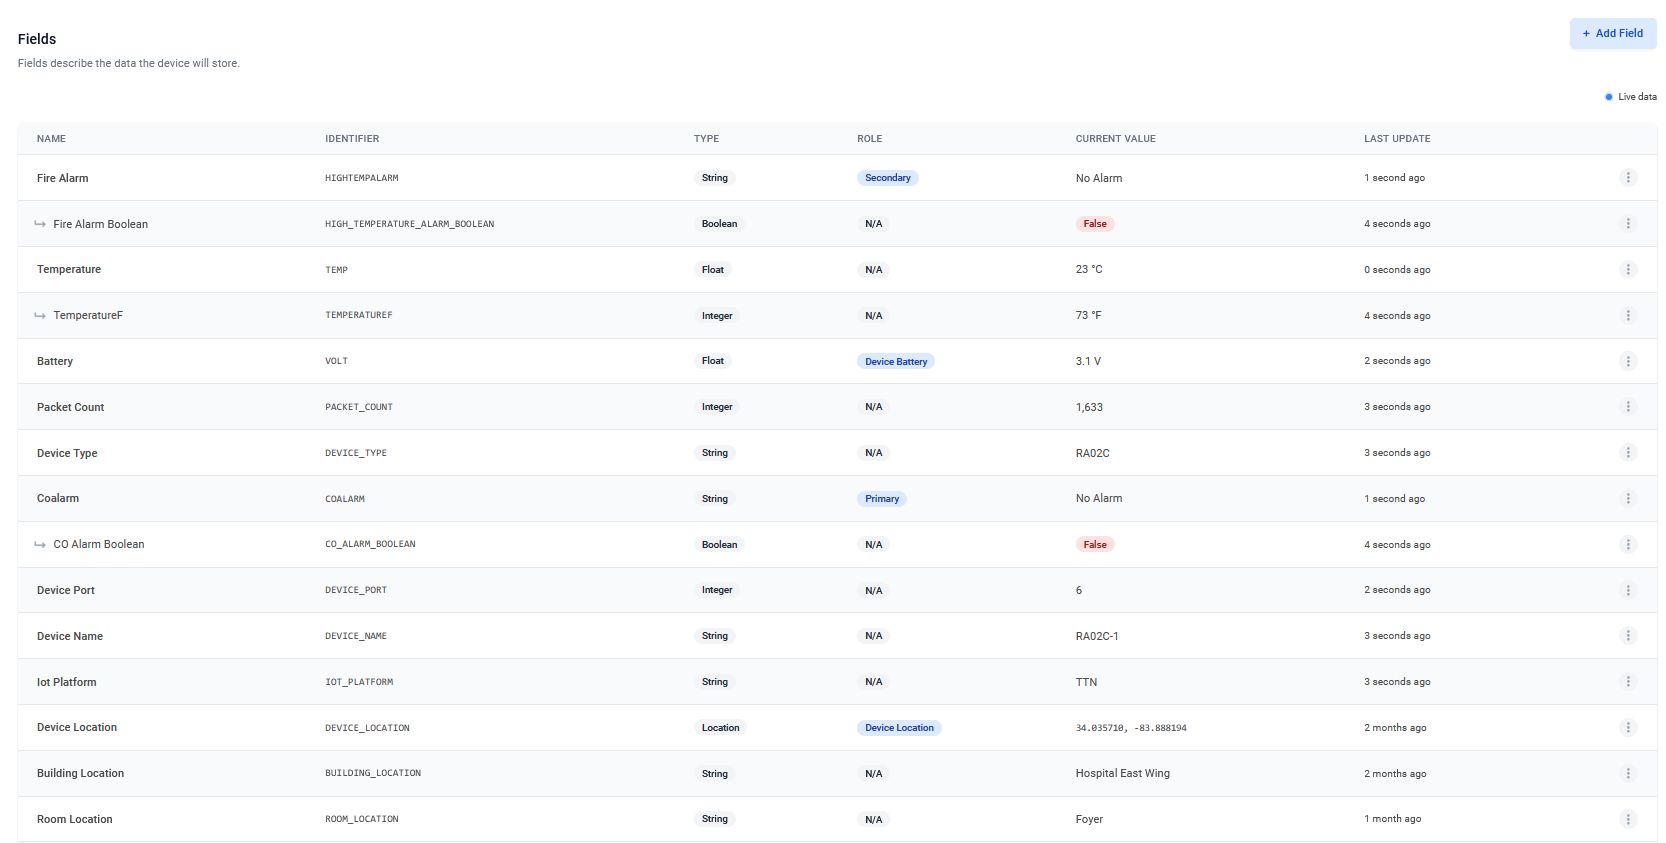 Fields
+ Add Field
Fields describe the data the device will store.
Live data
NAME IDENTIFIER TYPE ROLE CURRENT VALUE LAST UPDATE
Fire Alarm HIGHTEMPALARM String Secondary No Alarm 1 second ago
Fire Alarm Boolean HIGH_TEMPERATURE_ALARM_BOOLEAN Boolean N/A False 4 seconds ago
Temperature TEMP Float N/A 23 °C 0 seconds ago
TemperatureF TEMPERATUREF Integer N/A 73 °F 4 seconds ago
Battery VOLT Float Device Battery 3.1 V 2 seconds ago
Packet Count PACKET_COUNT Integer N/A 1,633 3 seconds ago
Device Type DEVICE_TYPE String N/A RA02C 3 seconds ago
Coalarm COALARM String Primary No Alarm 1 second ago
CO Alarm Boolean CO_ALARM_BOOLEAN Boolean N/A False 4 seconds ago
Device Port DEVICE_PORT Integer N/A 6 2 seconds ago
Device Name DEVICE_NAME String N/A RA02C-1 3 seconds ago
Iot Platform IOT_PLATFORM String N/A TTN 3 seconds ago
Device Location DEVICE_LOCATION Location Device Location 34.035710, -83.888194 2 months ago
Building Location BUILDING_LOCATION String N/A Hospital East Wing 2 months ago
Room Location ROOM_LOCATION String N/A Foyer 1 month ago